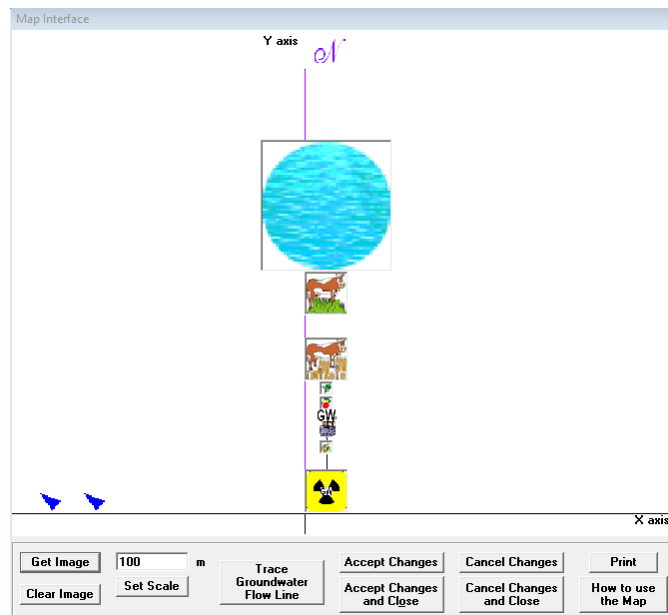 Map Interface
Y axis
N
GW
X axis
Get Image
100
m
Trace
Groundwater
Flow Line
Accept Changes
Cancel Changes
Print
Clear Image
Set Scale
Accept Changes
and Close
Cancel Changes
and Close
How to use
the Map